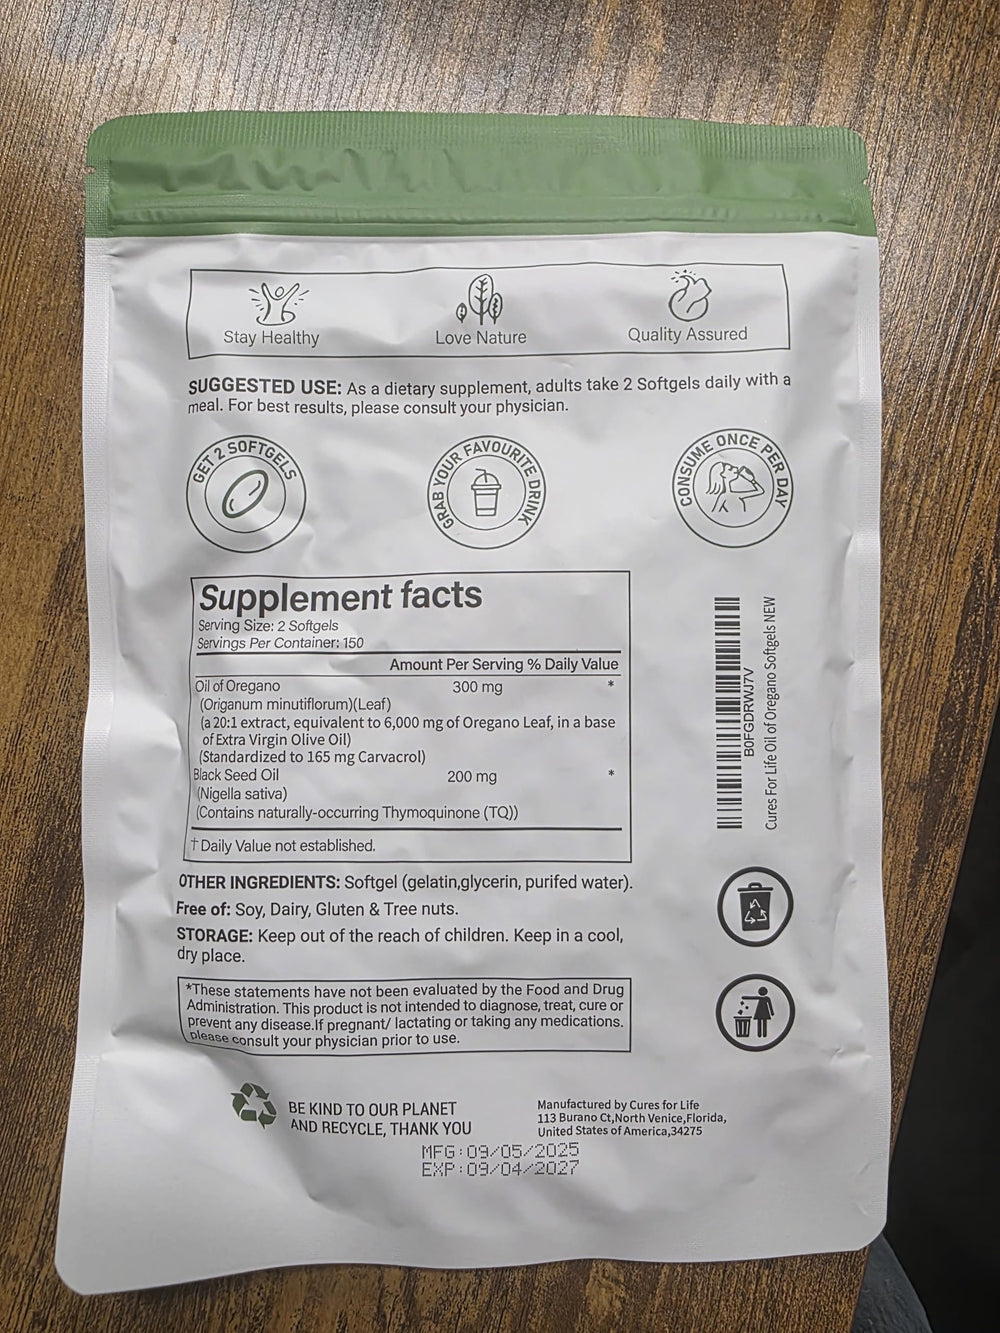 Stay Healthy
Love Nature
Quality Assured
SUGGESTED USE: As a dietary supplement, adults take 2 Softgels daily with a
meal. For best results, please consult your physician.
GET 2 SOFTGELS
GRAB YOUR FAVOURITE DRINK
CONSUME ONCE PER DAY
Supplement facts
Serving Size: 2 Softgels
Servings Per Container: 150
Amount Per Serving % Daily Value
Oil of Oregano 300 mg *
(Origanum minutiflorum)(Leaf)
(a 20:1 extract, equivalent to 6,000 mg of Oregano Leaf, in a base
of Extra Virgin Olive Oil)
(Standardized to 165 mg Carvacrol)
Black Seed Oil 200 mg *
(Nigella sativa)
(Contains naturally-occurring Thymoquinone (TQ))
† Daily Value not established.
B0FGDRWJ7V
Cures For Life Oil of Oregano Softgels NEW
OTHER INGREDIENTS: Softgel (gelatin,glycerin, purifed water).
Free of: Soy, Dairy, Gluten & Tree nuts.
STORAGE: Keep out of the reach of children. Keep in a cool,
dry place.
*These statements have not been evaluated by the Food and Drug
Administration. This product is not intended to diagnose, treat, cure or
prevent any disease.If pregnant/ lactating or taking any medications.
please consult your physician prior to use.
BE KIND TO OUR PLANET
AND RECYCLE, THANK YOU
Manufactured by Cures for Life
113 Burano Ct,North Venice,Florida,
United States of America,34275
MFG:09/05/2025
EXP:09/04/2027